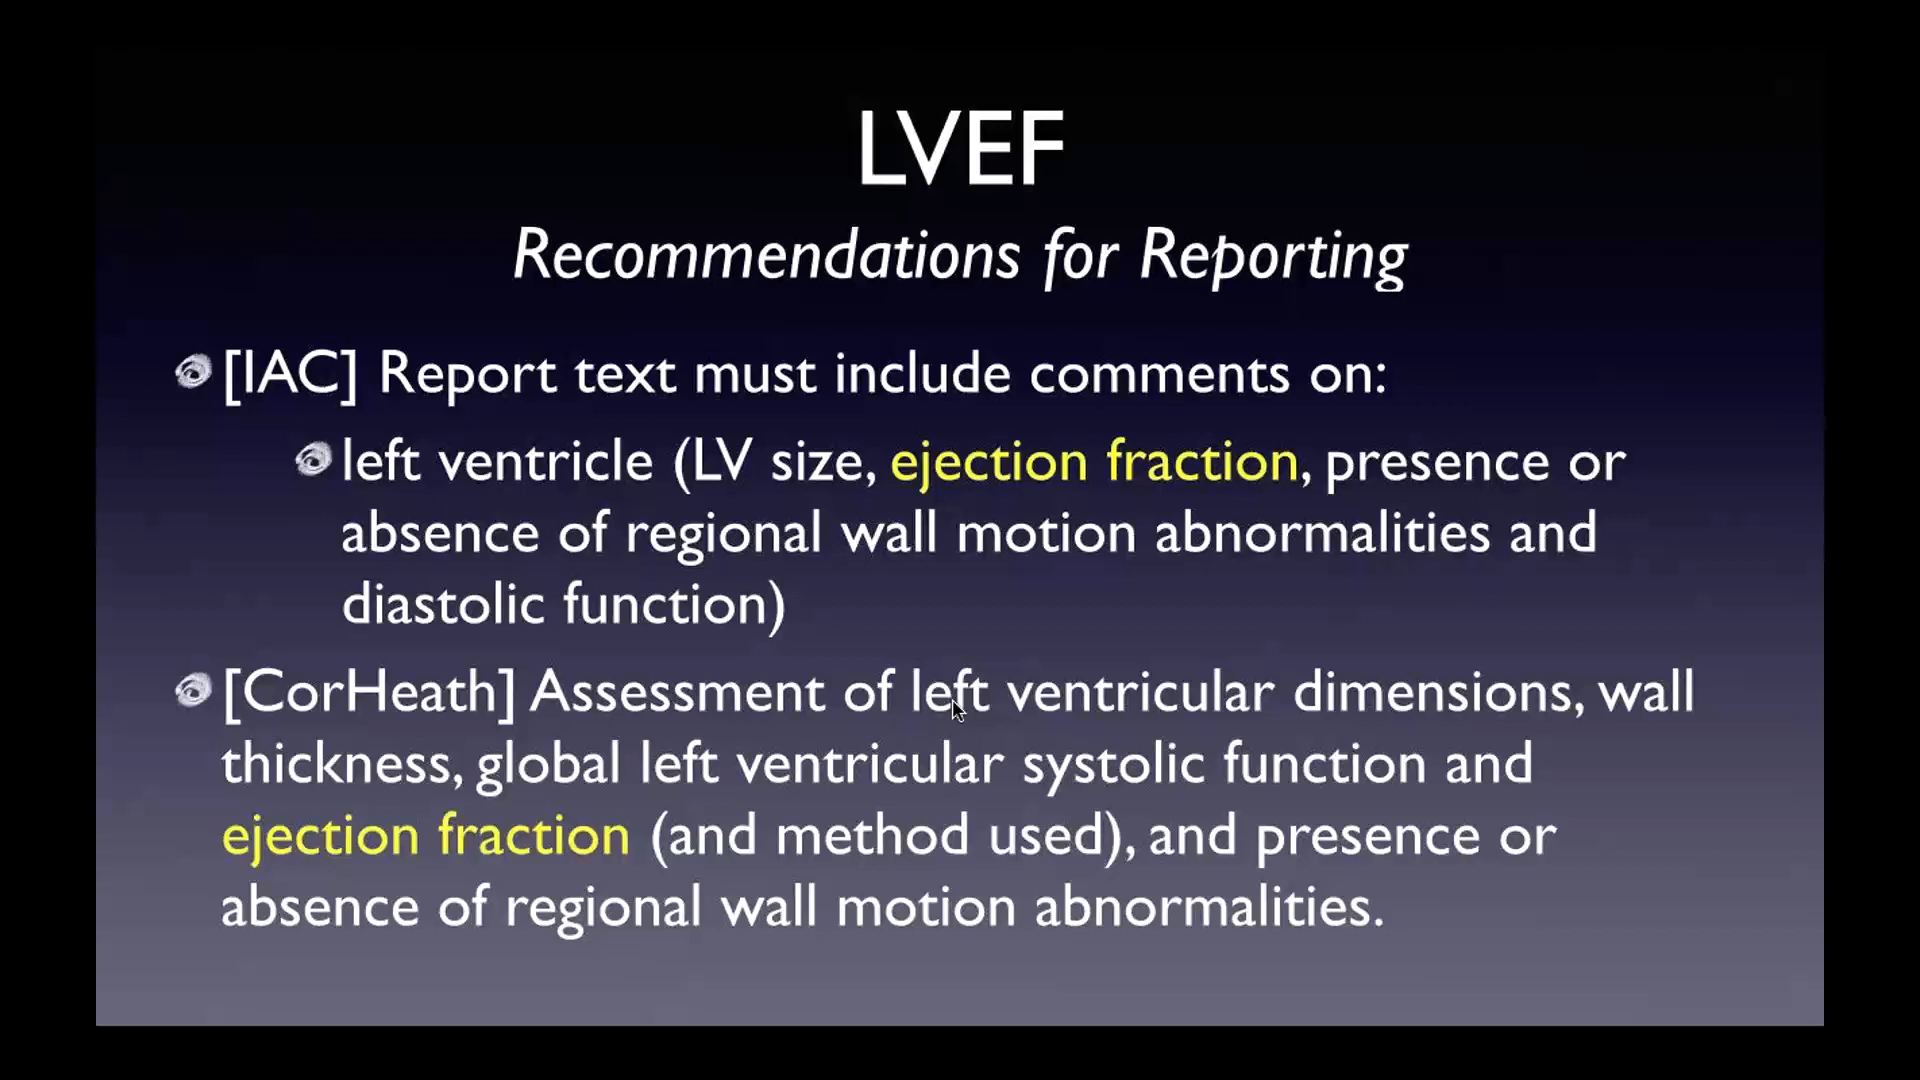 LVEF
Recommendations for Reporting
[IAC] Report text must include comments on:
left ventricle (LV size, ejection fraction, presence or
absence of regional wall motion abnormalities and
diastolic function)
[CorHeath] Assessment of left ventricular dimensions, wall
thickness, global left ventricular systolic function and
ejection fraction (and method used), and presence or
absence of regional wall motion abnormalities.